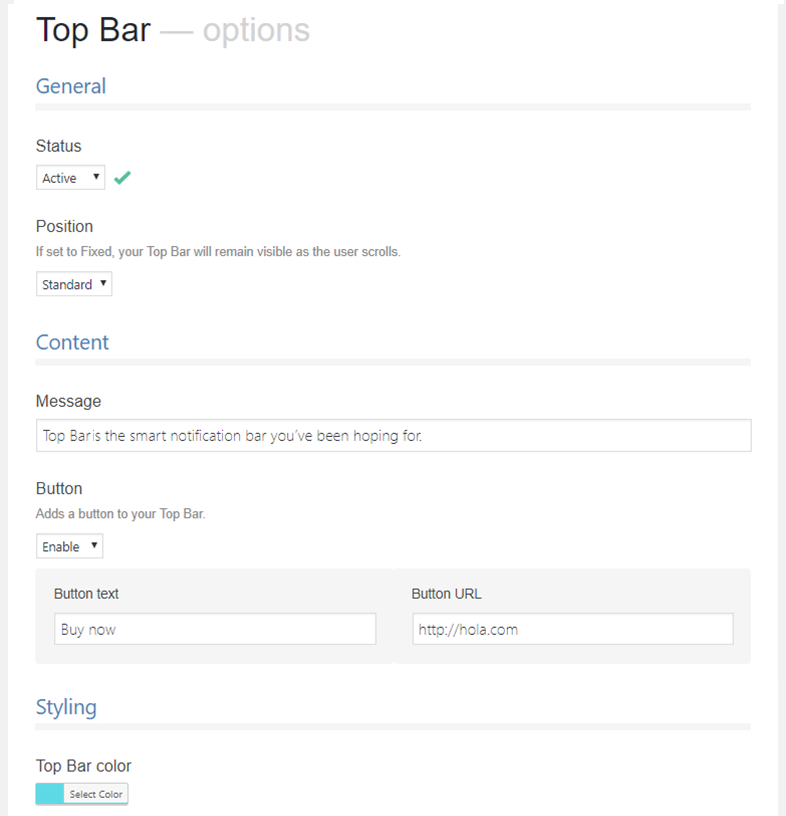 Top Bar — options
General
Status
Active
Position
If set to Fixed, your Top Bar will remain visible as the user scrolls.
Standard
Content
Message
Top Bar is the smart notification bar you've been hoping for.
Button
Adds a button to your Top Bar.
Enable
Button text Button URL
Buy now http://hola.com
Styling
Top Bar color
Select Color